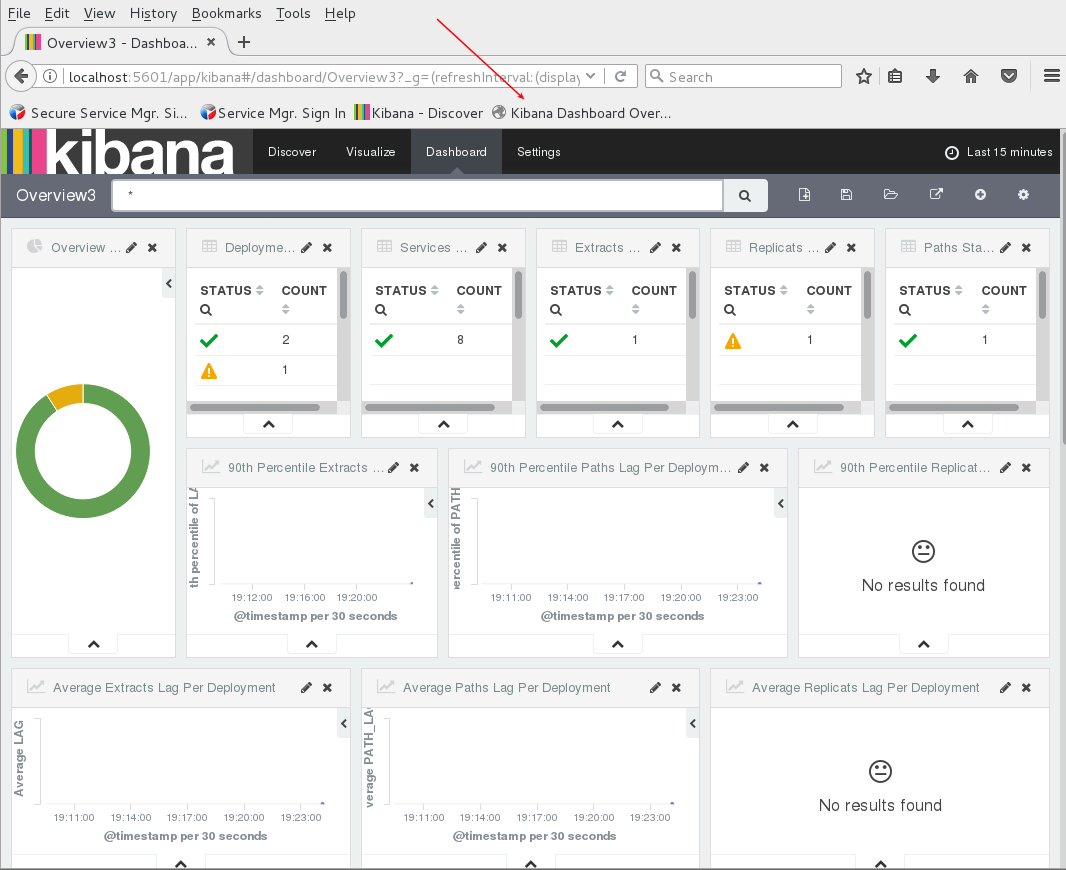 File Edit View History Bookmarks Tools Help
Overview3 - Dashboa...
localhost:5601/app/kibana#/dashboard/Overview3?_g=(refreshInterval:(display
Search
Secure Service Mgr. Si... Service Mgr. Sign In Kibana - Discover Kibana Dashboard Over...
kibana Discover Visualize Dashboard Settings Last 15 minutes
Overview3 *
Overview ... Deployme... Services ... Extracts ... Replicats ... Paths Sta...
STATUS COUNT STATUS COUNT STATUS COUNT STATUS COUNT STATUS COUNT
2 8 1 1 1
1
90th Percentile Extracts ... 90th Percentile Paths Lag Per Deploym... 90th Percentile Replicat...
th percentile of LA
19:12:00 19:16:00 19:20:00
@timestamp per 30 seconds
ercentile of PATH
19:11:00 19:14:00 19:17:00 19:20:00 19:23:00
@timestamp per 30 seconds
No results found
Average Extracts Lag Per Deployment Average Paths Lag Per Deployment Average Replicats Lag Per Deployment
Average LAG
19:11:00 19:14:00 19:17:00 19:20:00 19:23:00
@timestamp per 30 seconds
verage PATH_LA
19:11:00 19:14:00 19:17:00 19:20:00 19:23:00
@timestamp per 30 seconds
No results found